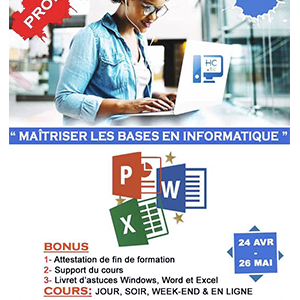 PRO
HC
" MAÎTRISER LES BASES EN INFORMATIQUE "
P
W
X
BONUS
1- Attestation de fin de formation
2- Support du cours
3- Livret d'astuces Windows, Word et Excel
COURS: JOUR, SOIR, WEEK-END & EN LIGNE
24 AVR
-
26 MAI